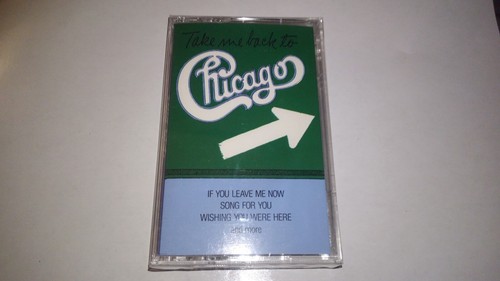 Take me back to
Chicago
IF YOU LEAVE ME NOW
SONG FOR YOU
WISHING YOU WERE HERE
and more